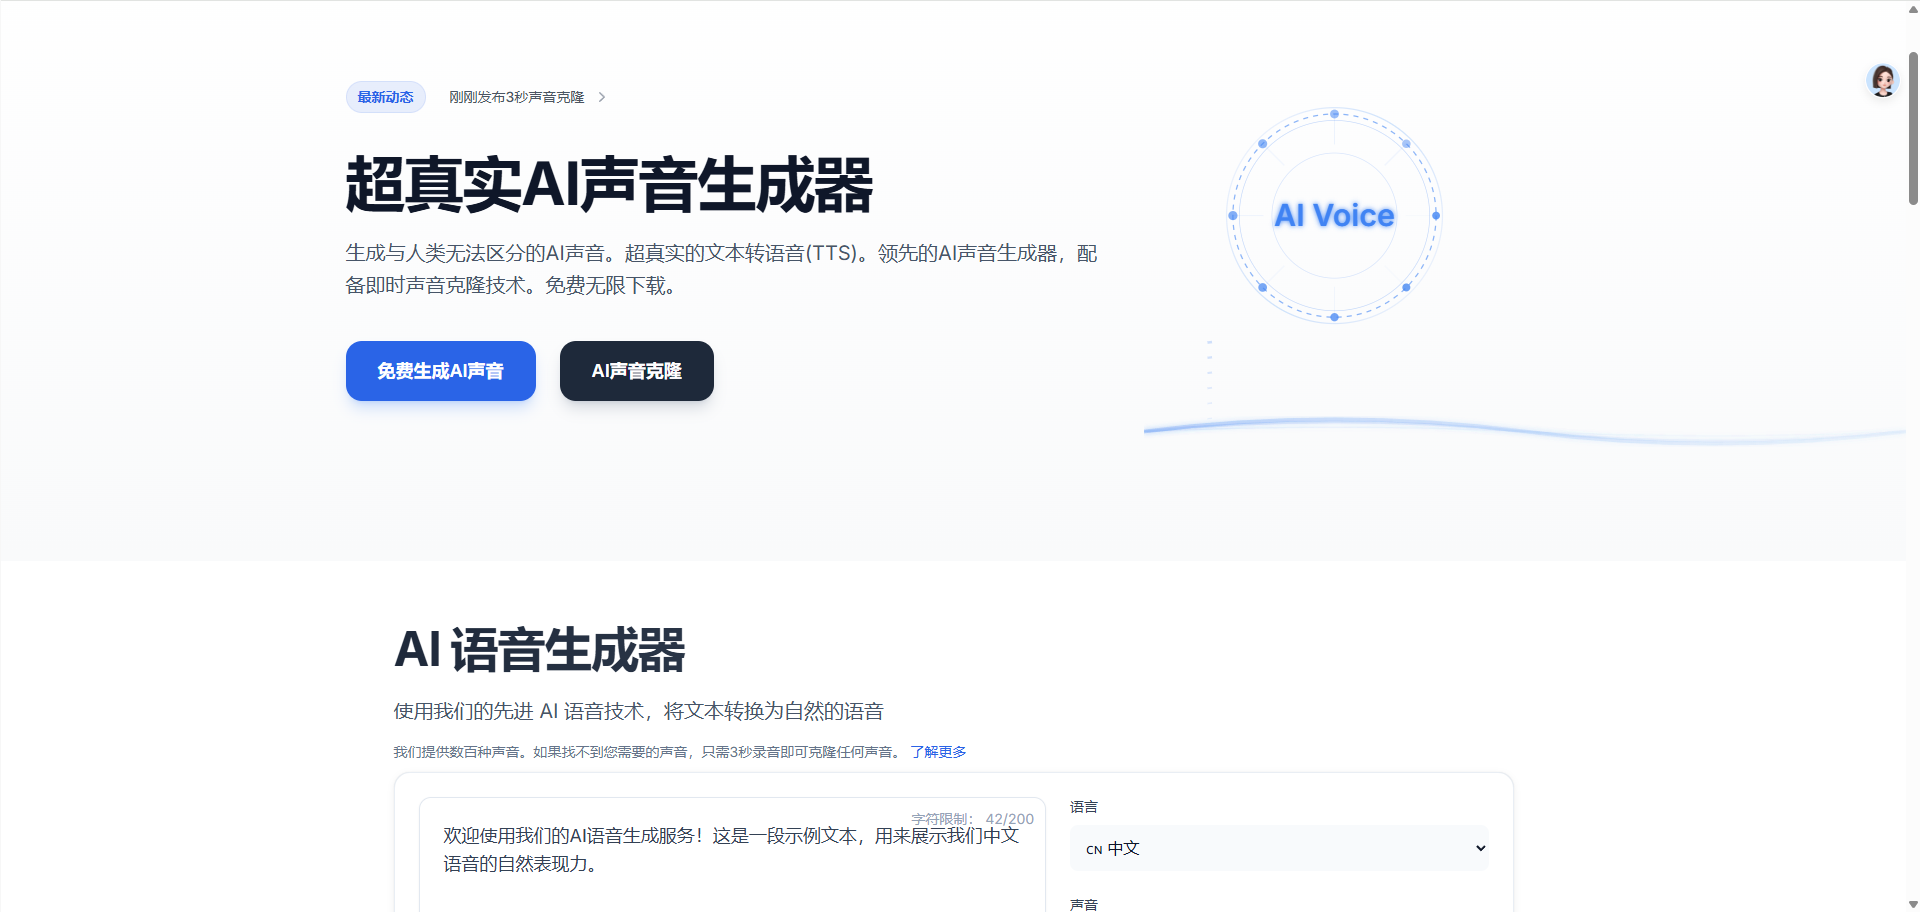 最新动态
刚刚发布3秒声音克隆
超真实AI声音生成器
生成与人类无法区分的AI声音。超真实的文本转语音(TTS)。领先的AI声音生成器，配
备即时声音克隆技术。免费无限下载。
免费生成AI声音
AI声音克隆
AI Voice
AI 语音生成器
使用我们的先进 AI 语音技术，将文本转换为自然的语音
我们提供数百种声音。如果找不到您需要的声音，只需3秒录音即可克隆任何声音。 了解更多
字符限制： 42/200
欢迎使用我们的AI语音生成服务！这是一段示例文本，用来展示我们中文
语音的自然表现力。
语言
CN 中文
声音